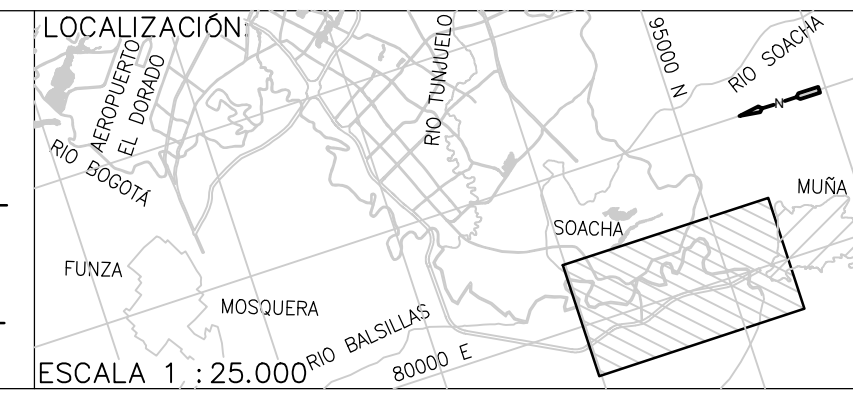 LOCALIZACIÓN:
AEROPUERTO
EL DORADO
RIO BOGOTÁ
RIO TUNJUELO
95000 N
RIO SOACHA
N
MUÑA
SOACHA
FUNZA
MOSQUERA
RIO BALSILLAS
80000 E
ESCALA 1 : 25.000